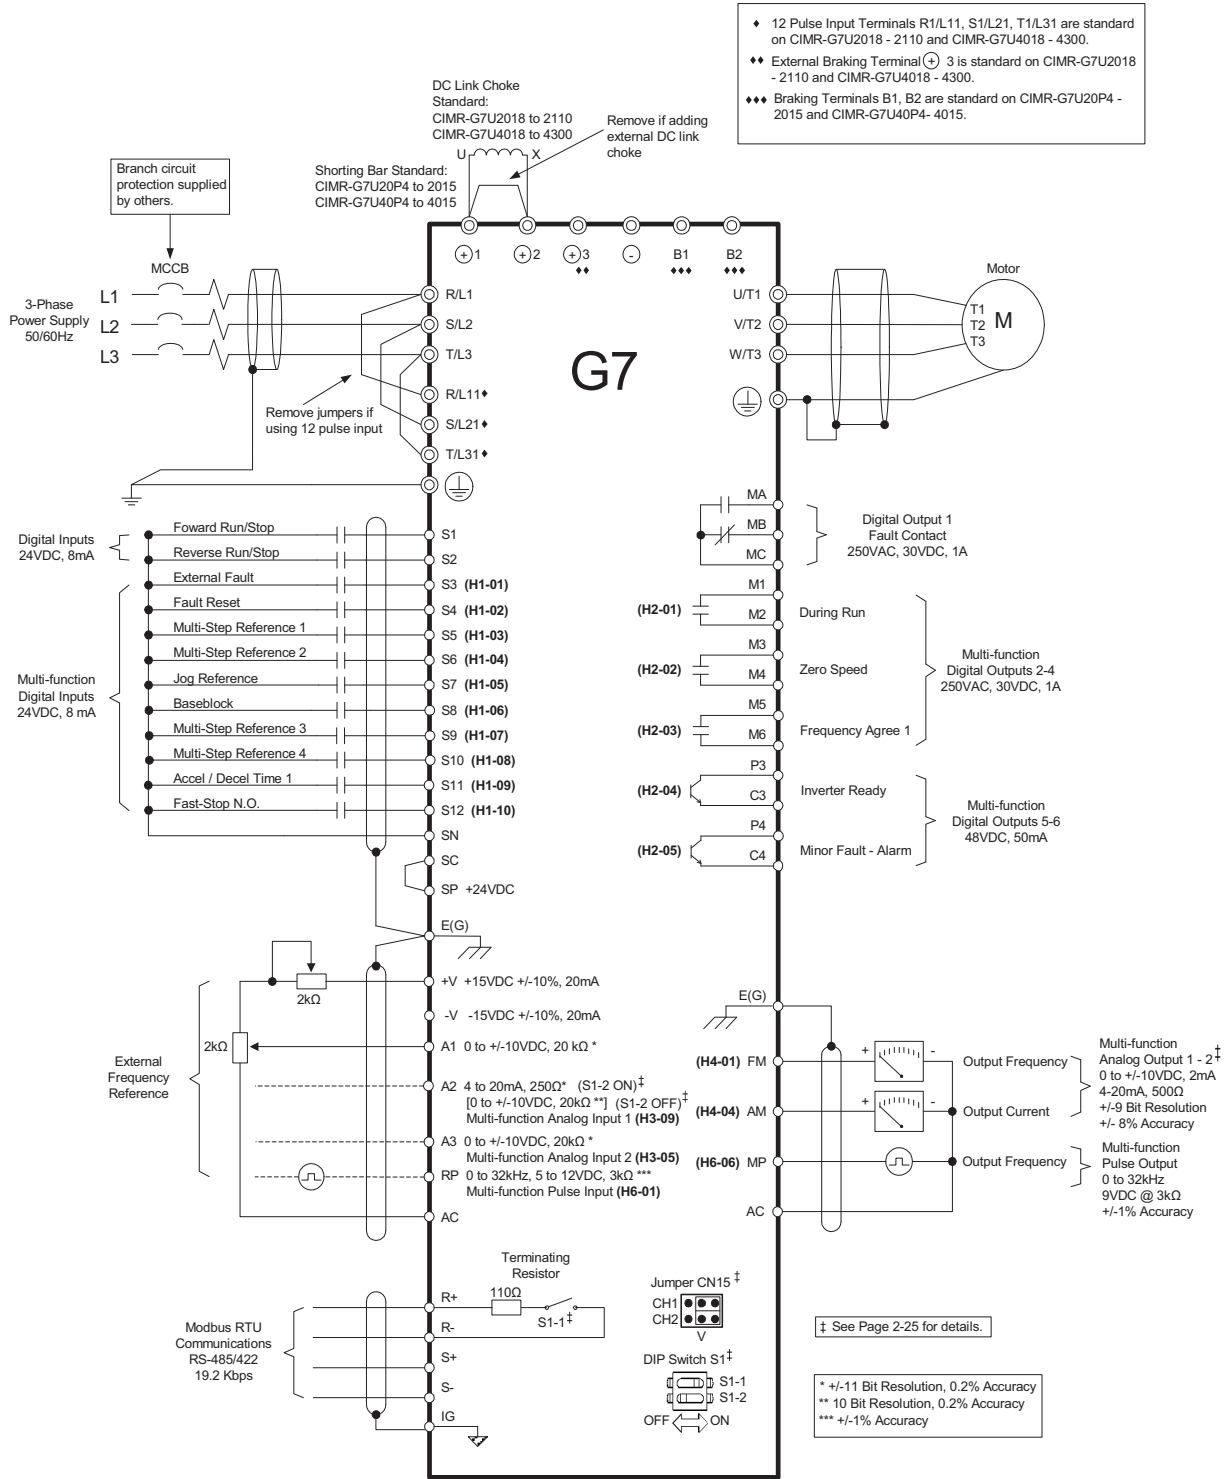 ♦ 12 Pulse Input Terminals R1/L11, S1/L21, T1/L31 are standard
on CIMR-G7U2018 - 2110 and CIMR-G7U4018 - 4300.
♦♦ External Braking Terminal ⊕ 3 is standard on CIMR-G7U2018
- 2110 and CIMR-G7U4018 - 4300.
♦♦♦ Braking Terminals B1, B2 are standard on CIMR-G7U20P4 -
2015 and CIMR-G7U40P4- 4015.
DC Link Choke
Standard:
CIMR-G7U2018 to 2110
CIMR-G7U4018 to 4300
Remove if adding
external DC link
choke
U X
Shorting Bar Standard:
CIMR-G7U20P4 to 2015
CIMR-G7U40P4 to 4015
Branch circuit
protection supplied
by others.
MCCB
3-Phase
Power Supply
50/60Hz
L1
L2
L3
Remove jumpers if
using 12 pulse input
+ 1
+ 2
+ 3
♦♦
-
B1
♦♦♦
B2
♦♦♦
R/L1
S/L2
T/L3
R/L11♦
S/L21♦
T/L31♦
G7
U/T1
V/T2
W/T3
Motor
T1
T2
T3
M
Digital Inputs
24VDC, 8mA
Foward Run/Stop
Reverse Run/Stop
Multi-function
Digital Inputs
24VDC, 8 mA
External Fault
Fault Reset
Multi-Step Reference 1
Multi-Step Reference 2
Jog Reference
Baseblock
Multi-Step Reference 3
Multi-Step Reference 4
Accel / Decel Time 1
Fast-Stop N.O.
S1
S2
S3 (H1-01)
S4 (H1-02)
S5 (H1-03)
S6 (H1-04)
S7 (H1-05)
S8 (H1-06)
S9 (H1-07)
S10 (H1-08)
S11 (H1-09)
S12 (H1-10)
SN
SC
SP +24VDC
E(G)
MA
MB
MC
Digital Output 1
Fault Contact
250VAC, 30VDC, 1A
(H2-01)
M1
M2
During Run
(H2-02)
M3
M4
Zero Speed
(H2-03)
M5
M6
Frequency Agree 1
Multi-function
Digital Outputs 2-4
250VAC, 30VDC, 1A
(H2-04)
P3
C3
Inverter Ready
(H2-05)
P4
C4
Minor Fault - Alarm
Multi-function
Digital Outputs 5-6
48VDC, 50mA
External
Frequency
Reference
2kΩ
2kΩ
+V +15VDC +/-10%, 20mA
-V -15VDC +/-10%, 20mA
A1 0 to +/-10VDC, 20 kΩ *
A2 4 to 20mA, 250Ω* (S1-2 ON)‡
[0 to +/-10VDC, 20kΩ **] (S1-2 OFF)‡
Multi-function Analog Input 1 (H3-09)
A3 0 to +/-10VDC, 20kΩ *
Multi-function Analog Input 2 (H3-05)
RP 0 to 32kHz, 5 to 12VDC, 3kΩ ***
Multi-function Pulse Input (H6-01)
AC
E(G)
(H4-01) FM
+ -
Output Frequency
(H4-04) AM
+ -
Output Current
(H6-06) MP
Output Frequency
AC
Multi-function
Analog Output 1 - 2‡
0 to +/-10VDC, 2mA
4-20mA, 500Ω
+/-9 Bit Resolution
+/- 8% Accuracy
Multi-function
Pulse Output
0 to 32kHz
9VDC @ 3kΩ
+/-1% Accuracy
Modbus RTU
Communications
RS-485/422
19.2 Kbps
R+
R-
S+
S-
IG
Terminating
Resistor
110Ω
S1-1‡
Jumper CN15 ‡
CH1
CH2
V
DIP Switch S1‡
S1-1
S1-2
OFF ON
‡ See Page 2-25 for details.
* +/-11 Bit Resolution, 0.2% Accuracy
** 10 Bit Resolution, 0.2% Accuracy
*** +/-1% Accuracy